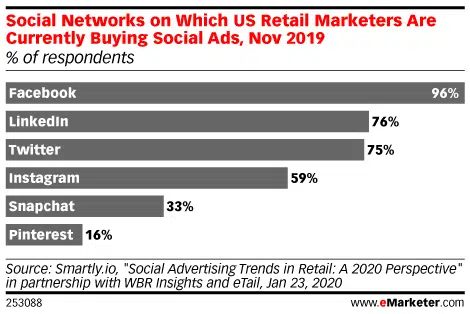 Social Networks on Which US Retail Marketers Are
Currently Buying Social Ads, Nov 2019
% of respondents
Facebook 96%
LinkedIn 76%
Twitter 75%
Instagram 59%
Snapchat 33%
Pinterest 16%
Source: Smartly.io, "Social Advertising Trends in Retail: A 2020 Perspective"
in partnership with WBR Insights and eTail, Jan 23, 2020
253088 www.eMarketer.com